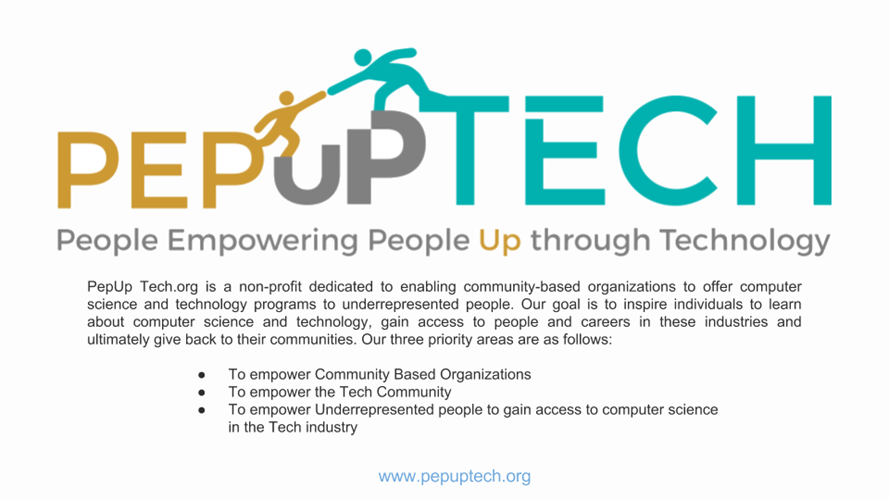 PEPUPTECH
People Empowering People Up through Technology
PepUp Tech.org is a non-profit dedicated to enabling community-based organizations to offer computer
science and technology programs to underrepresented people. Our goal is to inspire individuals to learn
about computer science and technology, gain access to people and careers in these industries and
ultimately give back to their communities. Our three priority areas are as follows:
● To empower Community Based Organizations
● To empower the Tech Community
● To empower Underrepresented people to gain access to computer science
in the Tech industry
www.pepuptech.org